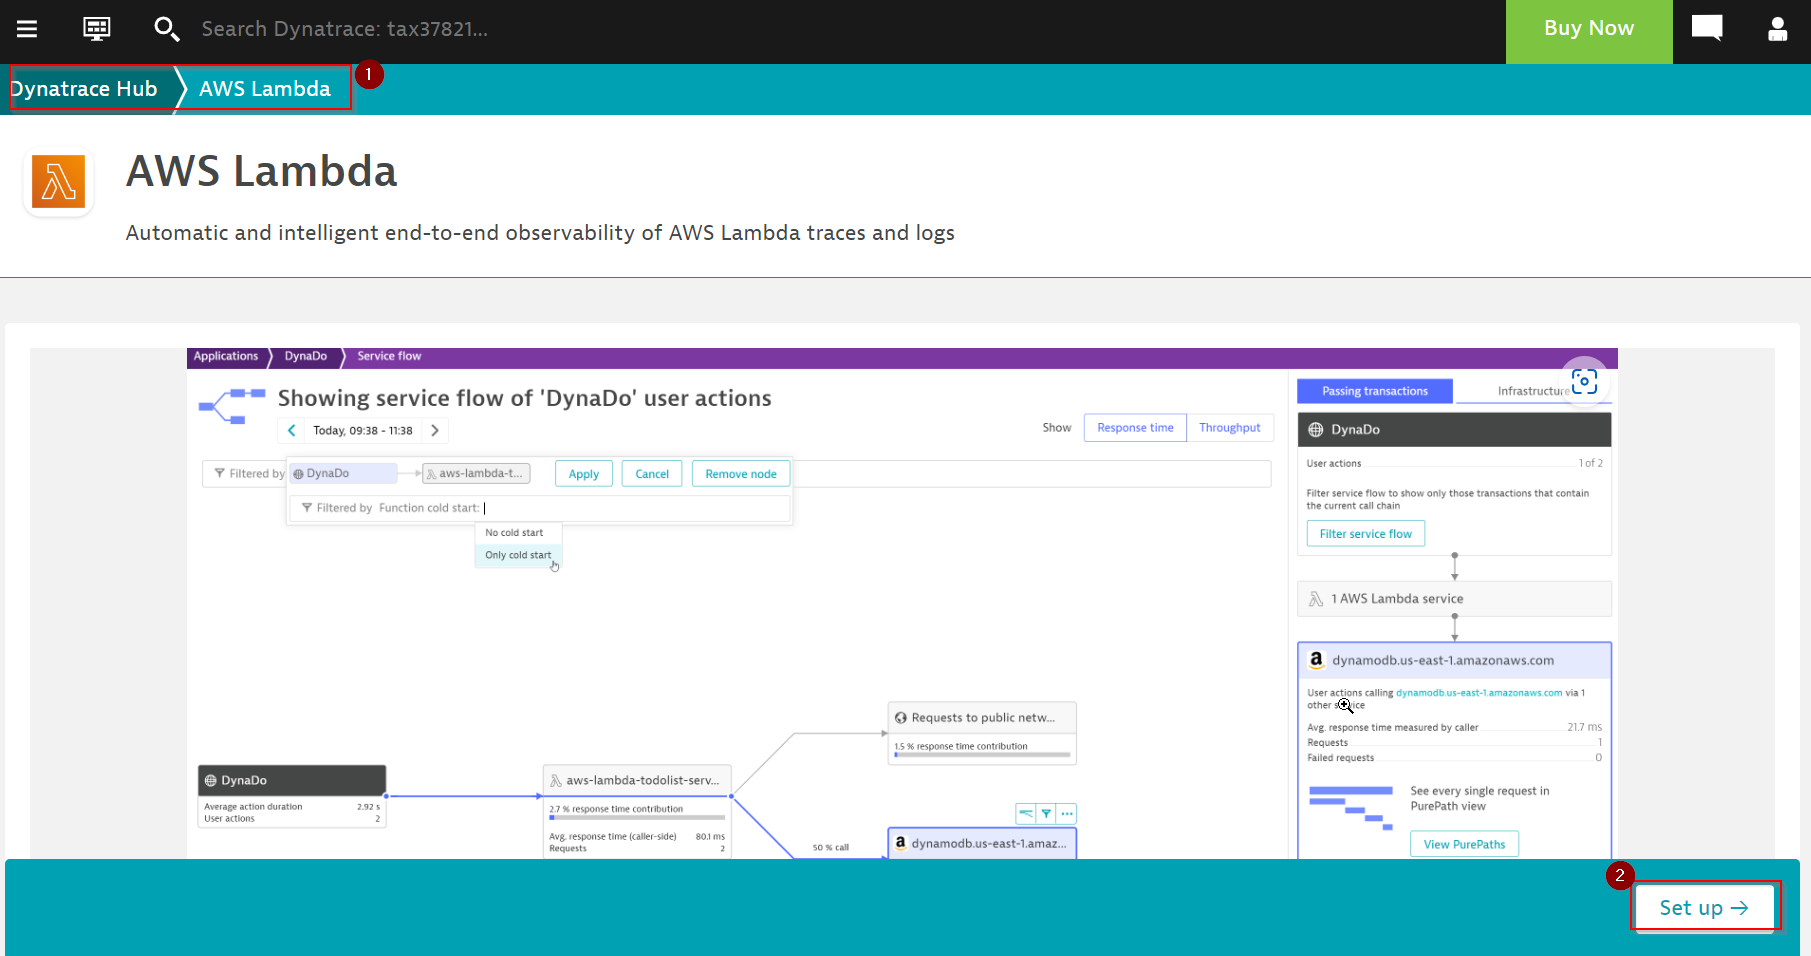 Search Dynatrace: tax37821...
Buy Now
Dynatrace Hub
AWS Lambda
1
AWS Lambda
Automatic and intelligent end-to-end observability of AWS Lambda traces and logs
Applications
DynaDo
Service flow
Showing service flow of 'DynaDo' user actions
Today, 09:38 - 11:38
Show
Response time
Throughput
Filtered by
DynaDo
aws-lambda-t...
Apply
Cancel
Remove node
Filtered by Function cold start:
No cold start
Only cold start
DynaDo
Average action duration 2.92 s
User actions 2
aws-lambda-todolist-serv...
2.7 % response time contribution
Avg. response time (caller-side) 80.1 ms
Requests 2
Requests to public netw...
1.5 % response time contribution
50 % call
a dynamodb.us-east-1.amaz...
Passing transactions
Infrastructure
DynaDo
User actions 1 of 2
Filter service flow to show only those transactions that contain
the current call chain
Filter service flow
1 AWS Lambda service
a dynamodb.us-east-1.amazonaws.com
User actions calling dynamodb.us-east-1.amazonaws.com via 1
other service
Avg. response time measured by caller 21.7 ms
Requests 1
Failed requests 0
See every single request in
PurePath view
View PurePaths
2
Set up →